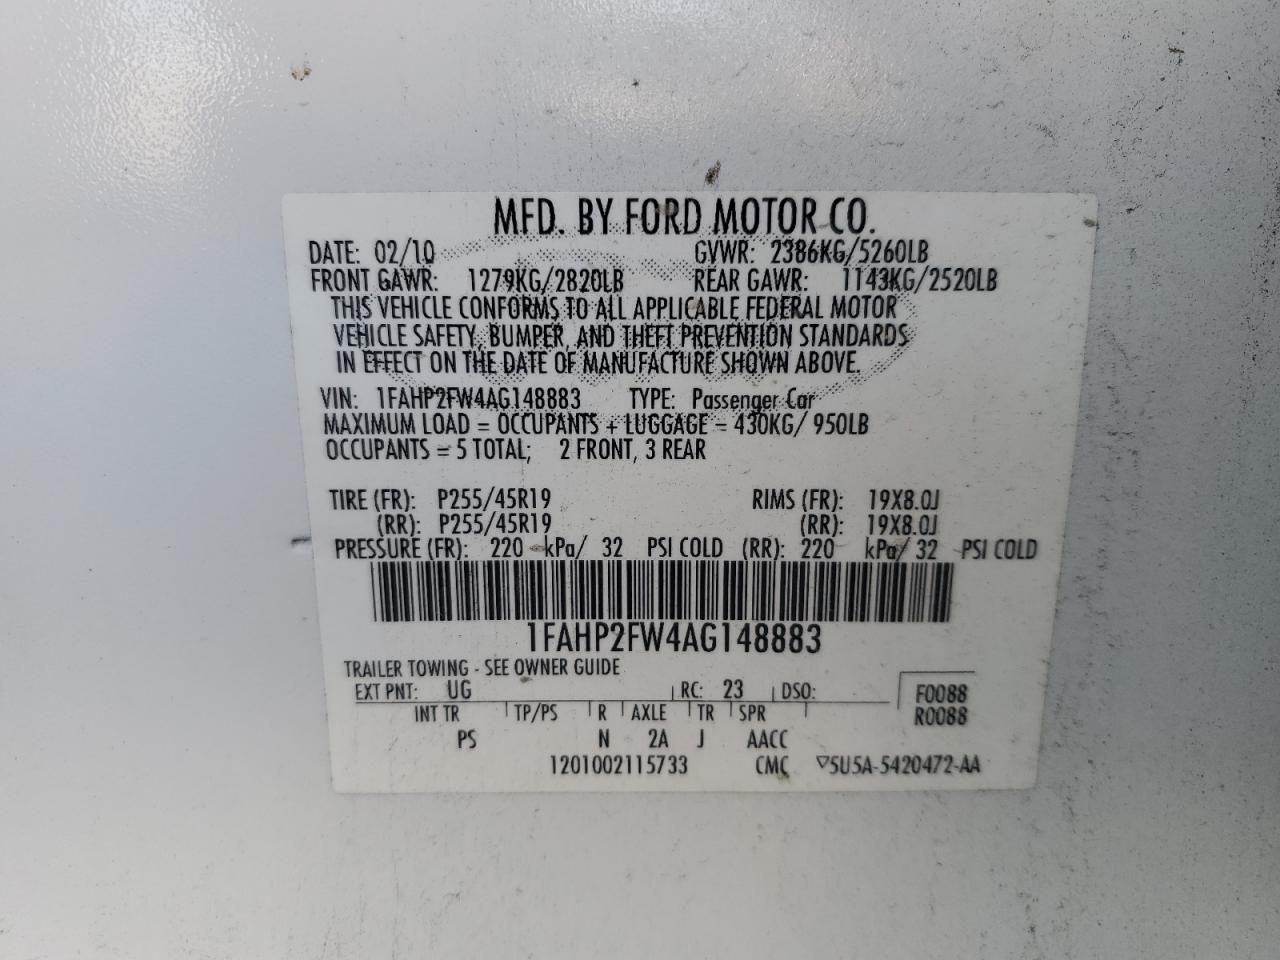 MFD. BY FORD MOTOR CO.
DATE: 02/10 GVWR: 2386KG/5260LB
FRONT GAWR: 1279KG/2820LB REAR GAWR: 1143KG/2520LB
THIS VEHICLE CONFORMS TO ALL APPLICABLE FEDERAL MOTOR
VEHICLE SAFETY, BUMPER, AND THEFT PREVENTION STANDARDS
IN EFFECT ON THE DATE OF MANUFACTURE SHOWN ABOVE.
VIN: 1FAHP2FW4AG148883 TYPE: Passenger Car
MAXIMUM LOAD = OCCUPANTS + LUGGAGE = 430KG/ 950LB
OCCUPANTS = 5 TOTAL; 2 FRONT, 3 REAR
TIRE (FR): P255/45R19 RIMS (FR): 19X8.0J
(RR): P255/45R19 (RR): 19X8.0J
PRESSURE (FR): 220 kPa/ 32 PSI COLD (RR): 220 kPa/ 32 PSI COLD
1FAHP2FW4AG148883
TRAILER TOWING - SEE OWNER GUIDE
EXT PNT: UG RC: 23 DSO: F0088
INT TR TP/PS R AXLE TR SPR R0088
PS N 2A J AACC
1201002115733 CMC ▽5U5A-5420472-AA